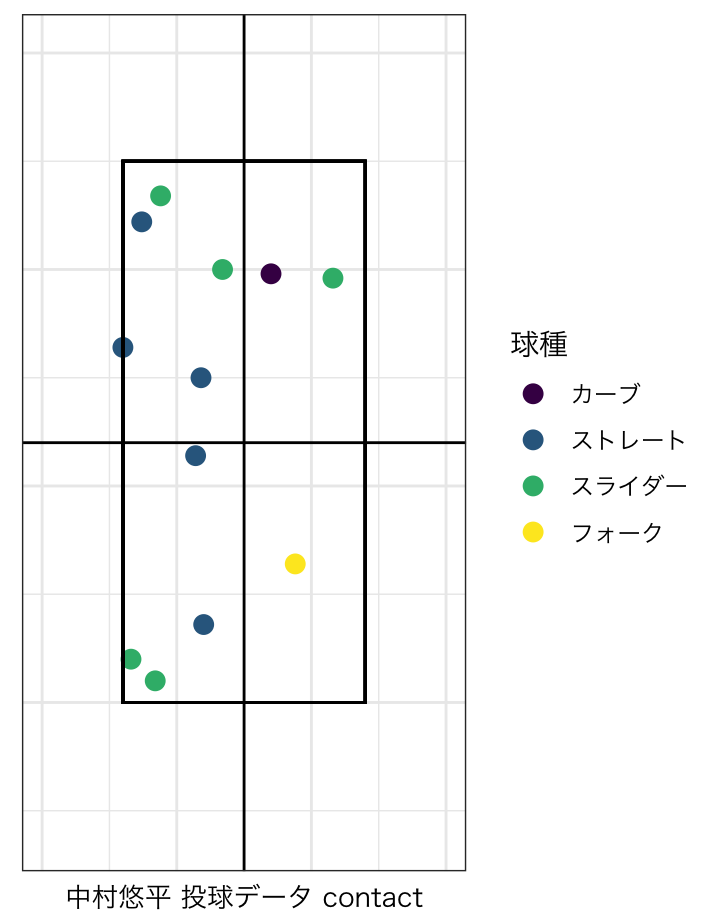 球種
カーブ
ストレート
スライダー
フォーク
中村悠平 投球データ contact